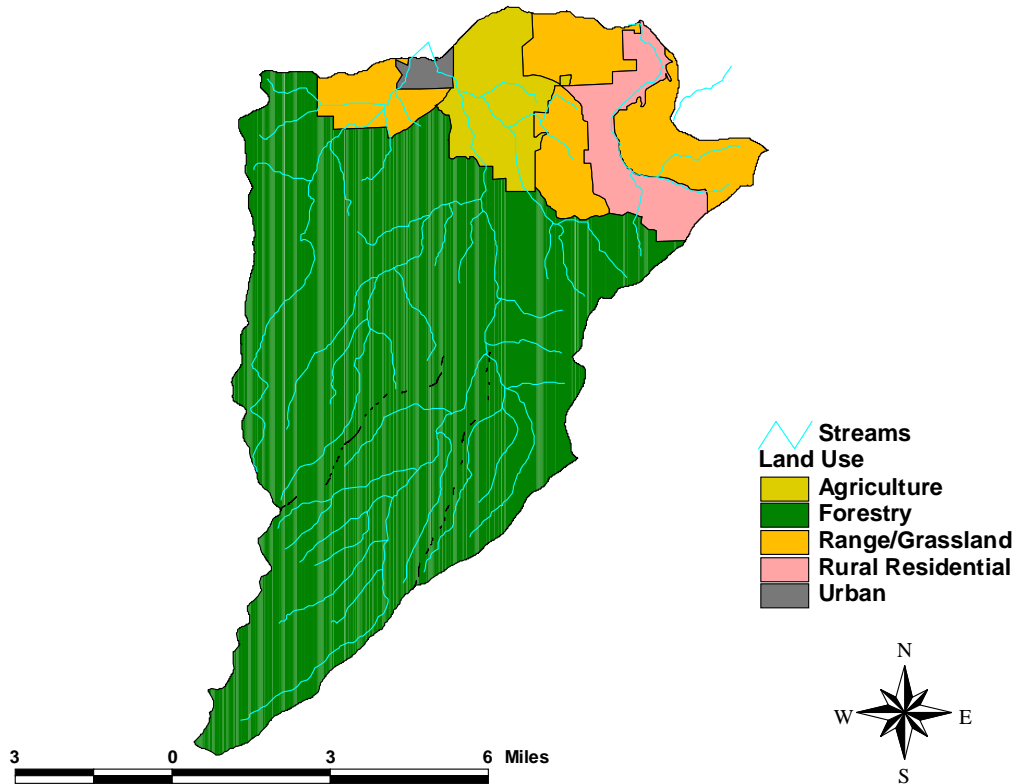 Streams
Land Use
Agriculture
Forestry
Range/Grassland
Rural Residential
Urban
N
W E
S
3 0 3 6 Miles